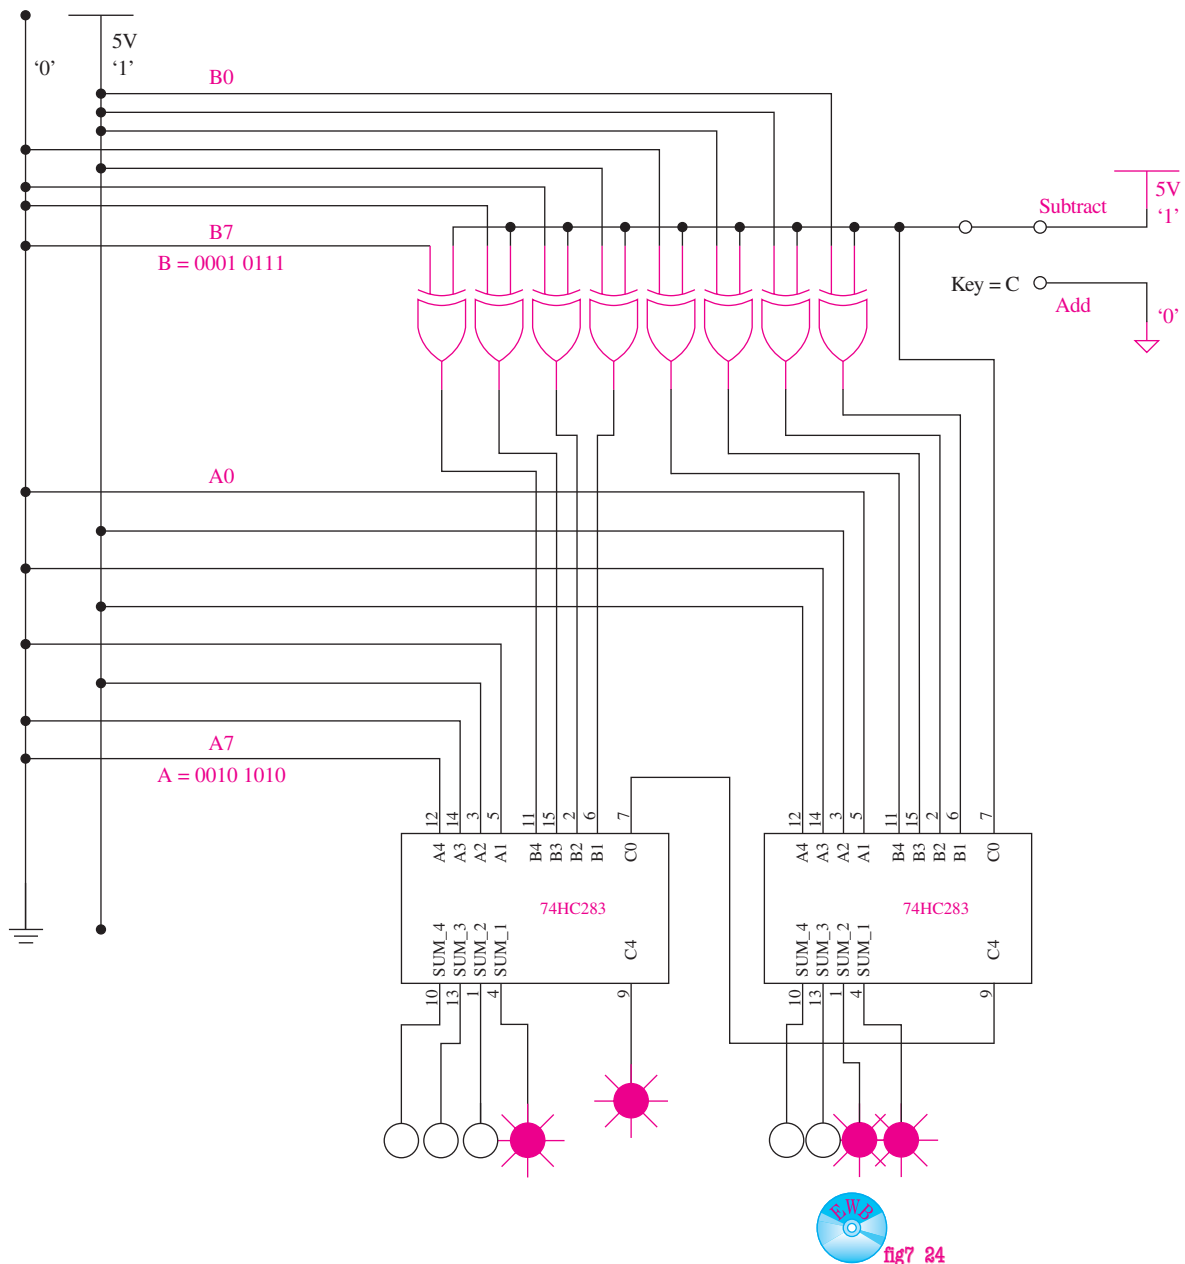 5V
‘0’
‘1’
B0
5V
Subtract
‘1’
B7
B = 0001 0111
Key = C
Add
‘0’
A0
A7
A = 0010 1010
12 14 3 5 11 15 2 6 7
A4 A3 A2 A1 B4 B3 B2 B1 C0
74HC283
SUM_4 SUM_3 SUM_2 SUM_1 C4
10 13 1 4 9
12 14 3 5 11 15 2 6 7
A4 A3 A2 A1 B4 B3 B2 B1 C0
74HC283
SUM_4 SUM_3 SUM_2 SUM_1 C4
10 13 1 4 9
EWB
fig7_24